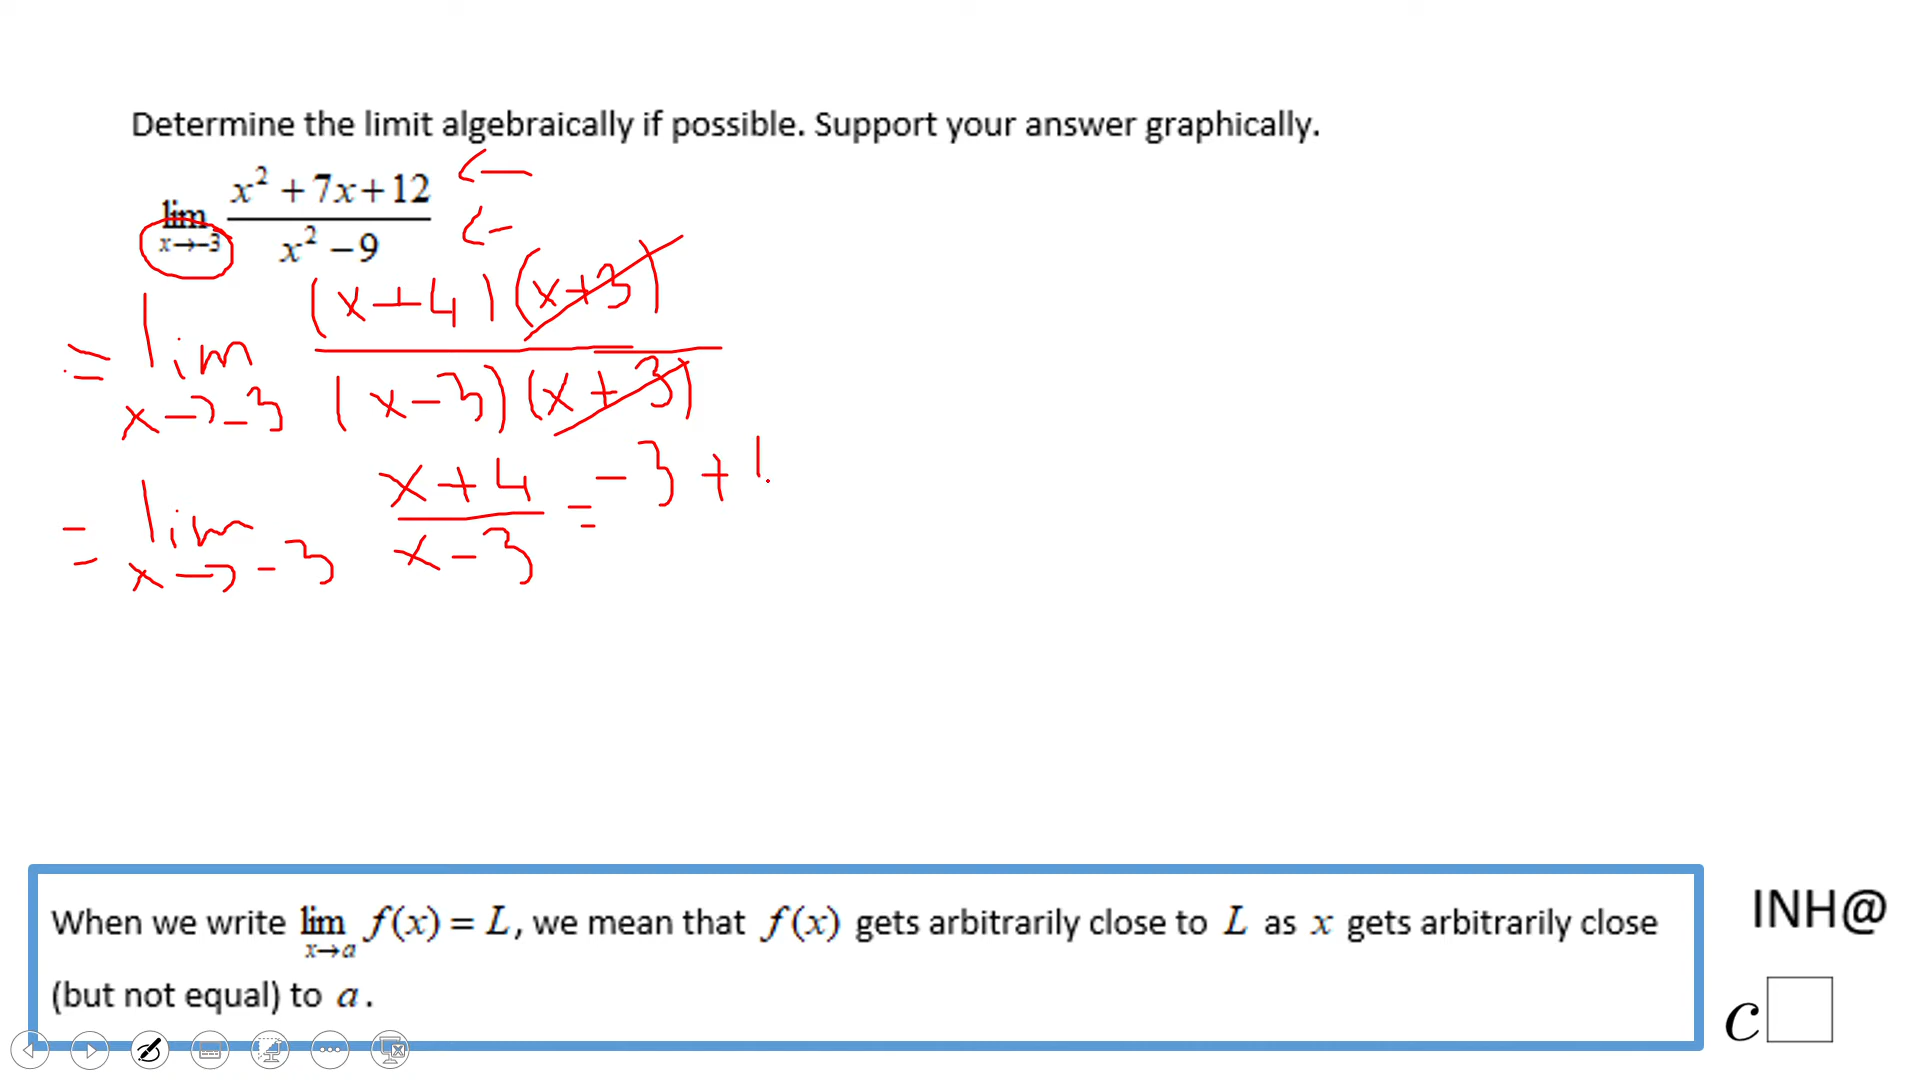 Determine the limit algebraically if possible. Support your answer graphically.
lim x→-3 (x² + 7x + 12)/(x² - 9)
= lim x→-3 ((x+4)(x+3))/((x-3)(x+3))
= lim x→-3 (x+4)/(x-3) = -3 +
When we write lim x→a f(x) = L, we mean that f(x) gets arbitrarily close to L as x gets arbitrarily close
(but not equal) to a.
INH@
C